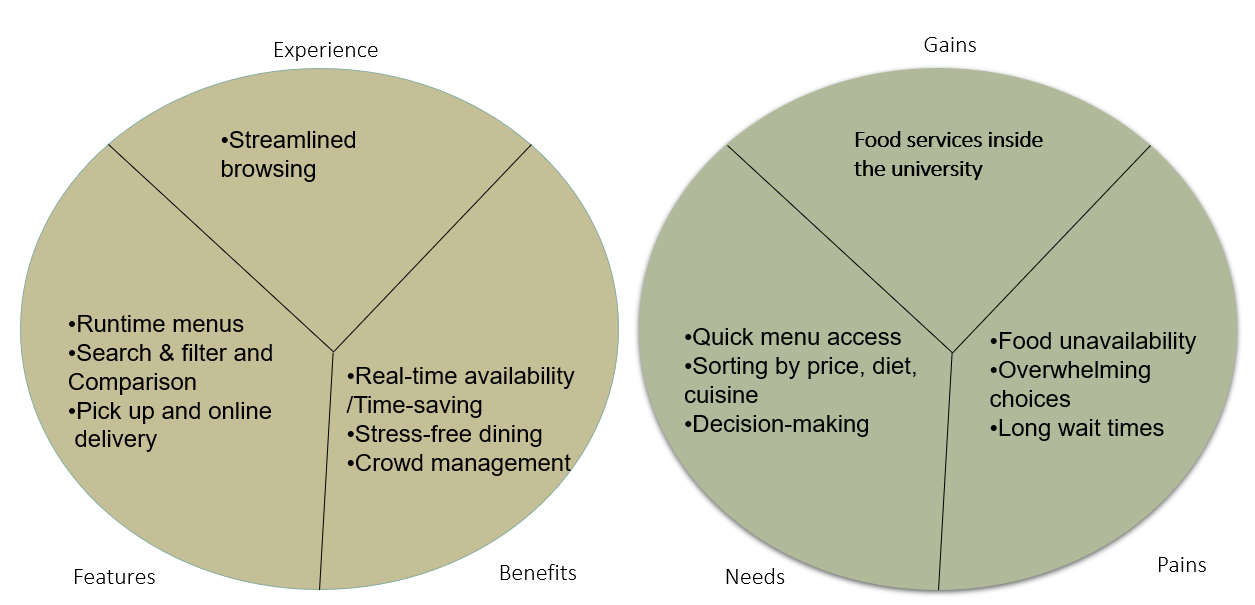 Experience
•Streamlined
browsing
•Runtime menus
•Search & filter and
Comparison
•Pick up and online
delivery
•Real-time availability
/Time-saving
•Stress-free dining
•Crowd management
Features
Benefits
Gains
Food services inside
the university
•Quick menu access
•Sorting by price, diet,
cuisine
•Decision-making
•Food unavailability
•Overwhelming
choices
•Long wait times
Needs
Pains